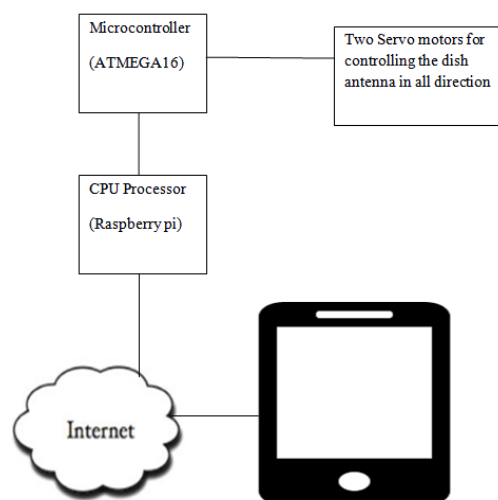 Microcontroller
(ATMEGA16)
Two Servo motors for
controlling the dish
antenna in all direction
CPU Processor
(Raspberry pi)
Internet